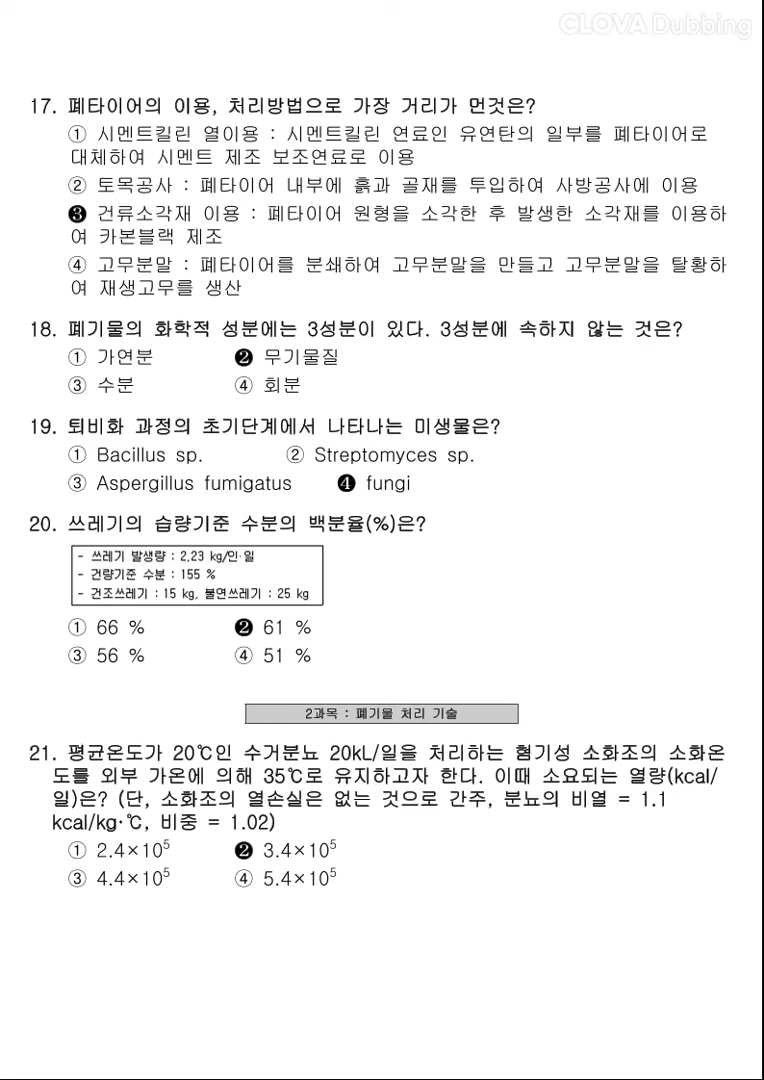 CLOVA Dubbing
17. 폐타이어의 이용, 처리방법으로 가장 거리가 먼것은?
① 시멘트킬린 열이용 : 시멘트킬린 연료인 유연탄의 일부를 폐타이어로
대체하여 시멘트 제조 보조연료로 이용
② 토목공사 : 폐타이어 내부에 흙과 골재를 투입하여 사방공사에 이용
❸ 건류소각재 이용 : 폐타이어 원형을 소각한 후 발생한 소각재를 이용하
여 카본블랙 제조
④ 고무분말 : 폐타이어를 분쇄하여 고무분말을 만들고 고무분말을 탈황하
여 재생고무를 생산
18. 폐기물의 화학적 성분에는 3성분이 있다. 3성분에 속하지 않는 것은?
① 가연분 ❷ 무기물질
③ 수분 ④ 회분
19. 퇴비화 과정의 초기단계에서 나타나는 미생물은?
① Bacillus sp. ② Streptomyces sp.
③ Aspergillus fumigatus ❹ fungi
20. 쓰레기의 습량기준 수분의 백분율(%)은?
- 쓰레기 발생량 : 2.23 kg/인·일
- 건량기준 수분 : 155 %
- 건조쓰레기 : 15 kg, 불연쓰레기 : 25 kg
① 66 % ❷ 61 %
③ 56 % ④ 51 %
2과목 : 폐기물 처리 기술
21. 평균온도가 20℃인 수거분뇨 20kL/일을 처리하는 혐기성 소화조의 소화온
도를 외부 가온에 의해 35℃로 유지하고자 한다. 이때 소요되는 열량(kcal/
일)은? (단, 소화조의 열손실은 없는 것으로 간주, 분뇨의 비열 = 1.1
kcal/kg·℃, 비중 = 1.02)
① 2.4×10⁵ ❷ 3.4×10⁵
③ 4.4×10⁵ ④ 5.4×10⁵